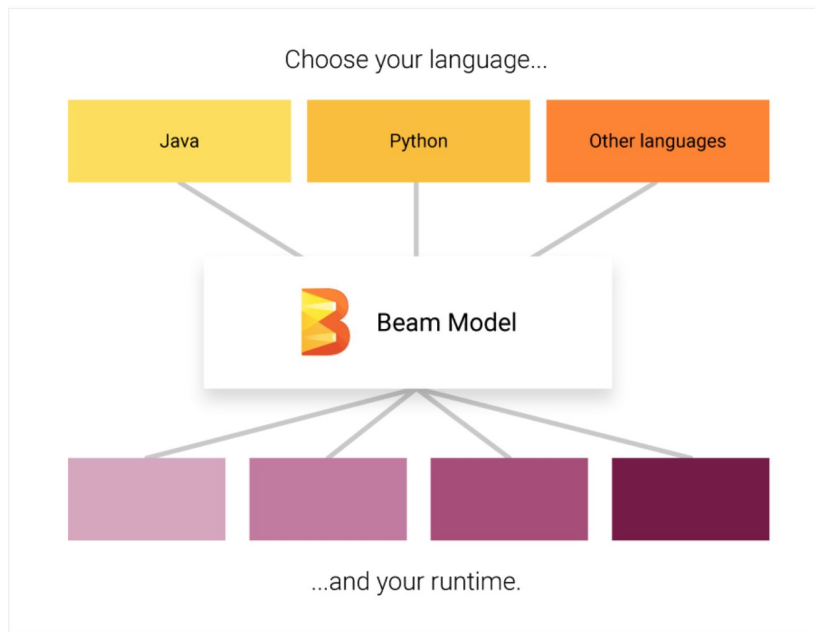 Choose your language...
Java
Python
Other languages
Beam Model
...and your runtime.